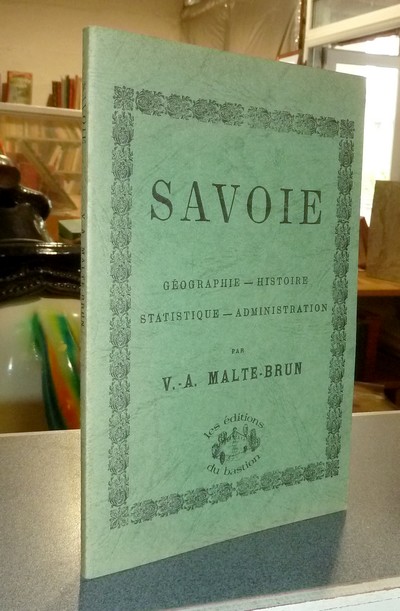 SAVOIE
GÉOGRAPHIE — HISTOIRE
STATISTIQUE — ADMINISTRATION
PAR
V.-A. MALTE-BRUN
les éditions
du bastion